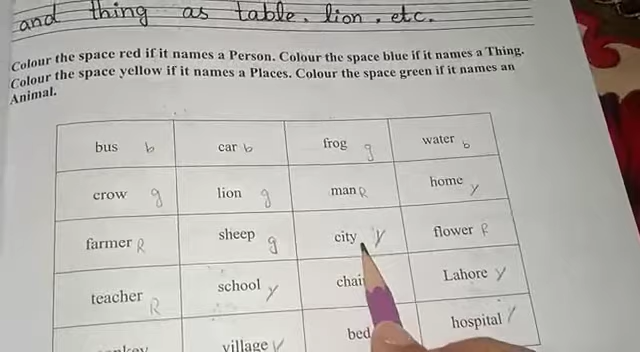 and thing as table, lion, etc.
Colour the space red if it names a Person. Colour the space blue if it names a Thing.
Colour the space yellow if it names a Places. Colour the space green if it names an
Animal.
bus b car b frog g water b
crow g lion g man R home y
farmer R sheep g city y flower R
teacher R school y Lahore y
village y bed hospital y